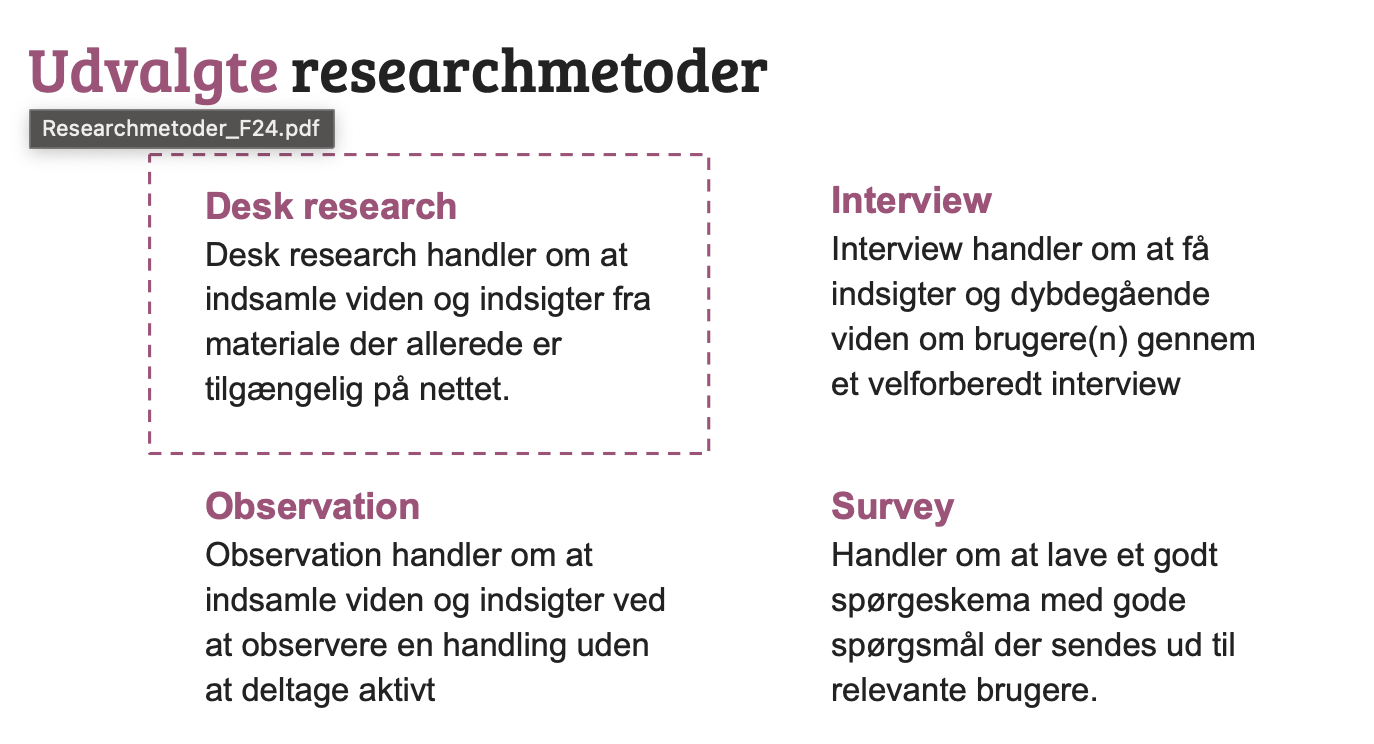 Udvalgte researchmetoder
Researchmetoder_F24.pdf
Desk research
Desk research handler om at
indsamle viden og indsigter fra
materiale der allerede er
tilgængelig på nettet.
Interview
Interview handler om at få
indsigter og dybdegående
viden om brugere(n) gennem
et velforberedt interview
Observation
Observation handler om at
indsamle viden og indsigter ved
at observere en handling uden
at deltage aktivt
Survey
Handler om at lave et godt
spørgeskema med gode
spørgsmål der sendes ud til
relevante brugere.